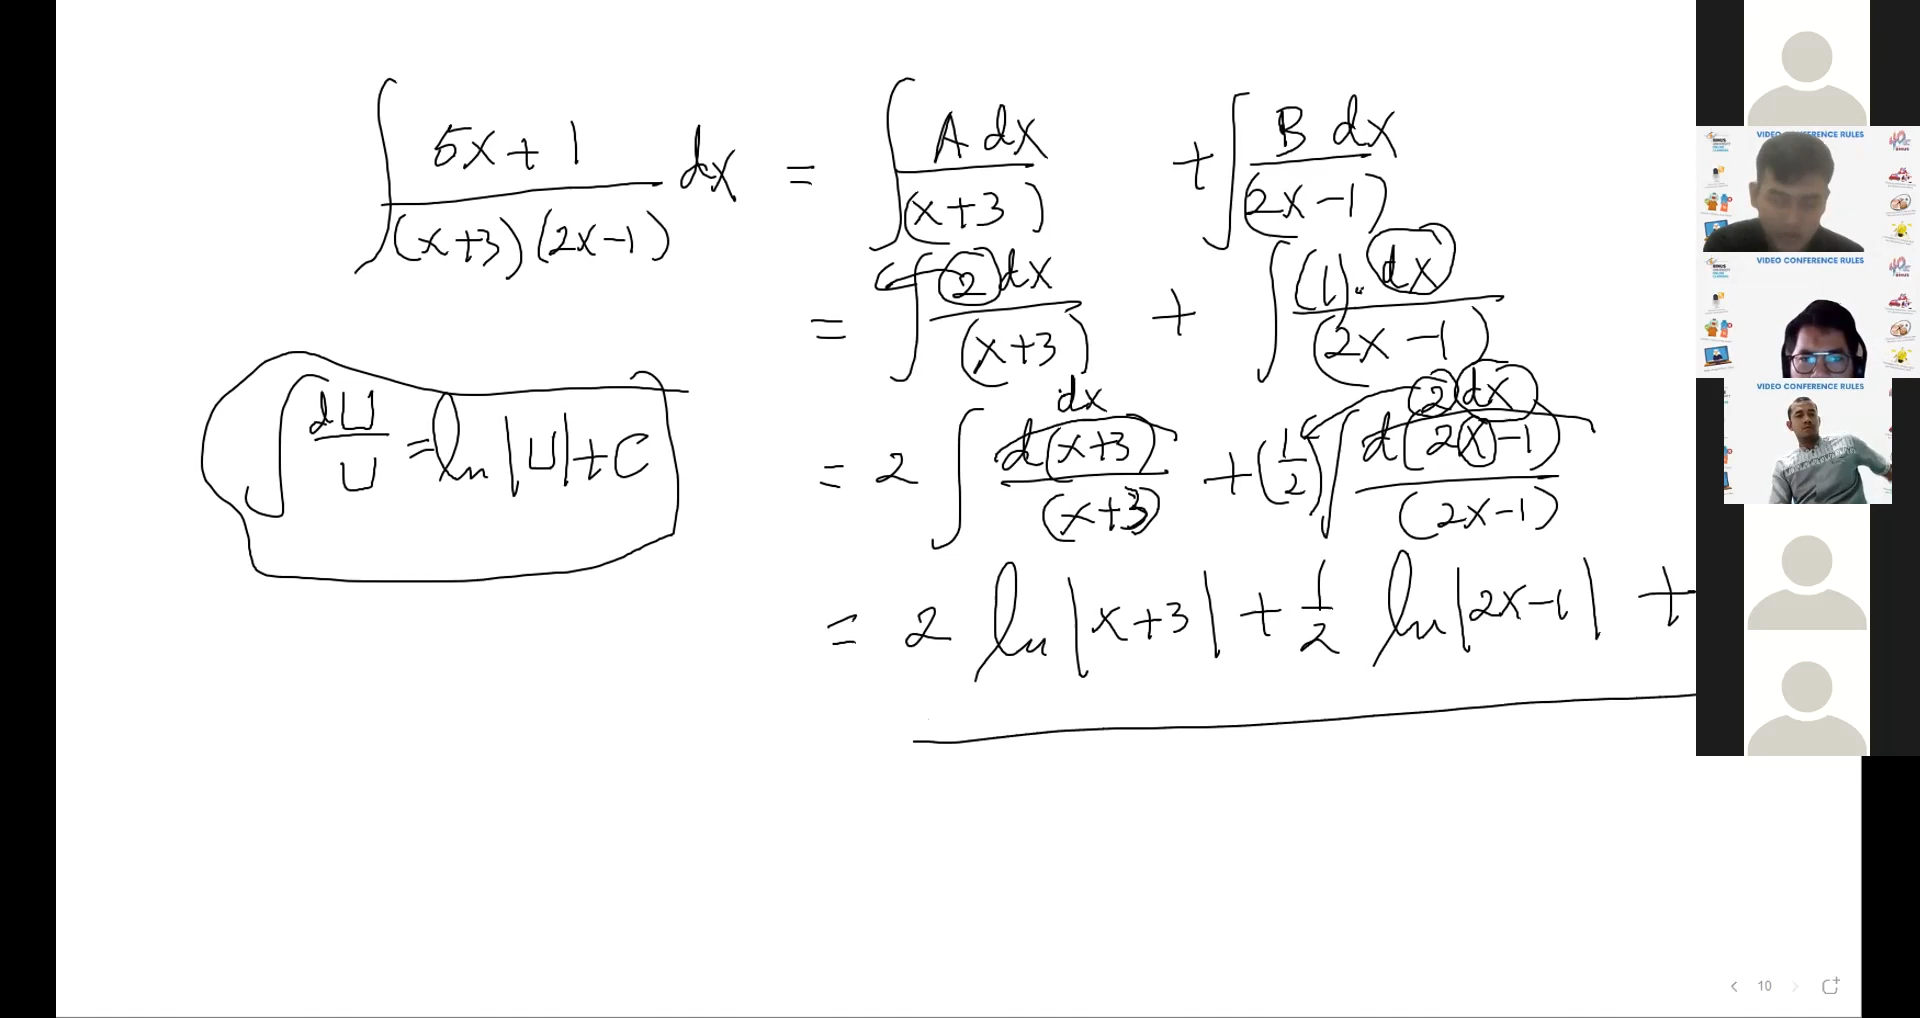 ∫ 5x+1 / (x+3)(2x-1) dx = ∫ A dx / (x+3) + ∫ B dx / (2x-1)
= ∫ 2 dx / (x+3) + ∫ (1)·dx / (2x-1)
dx 2 dx
= 2 ∫ d(x+3) / (x+3) + (1/2) ∫ d(2x-1) / (2x-1)
∫ dU / U = ln |U| + C
= 2 ln |x+3| + 1/2 ln |2x-1| +
VIDEO CONFERENCE RULES
VIDEO CONFERENCE RULES
VIDEO CONFERENCE RULES
10